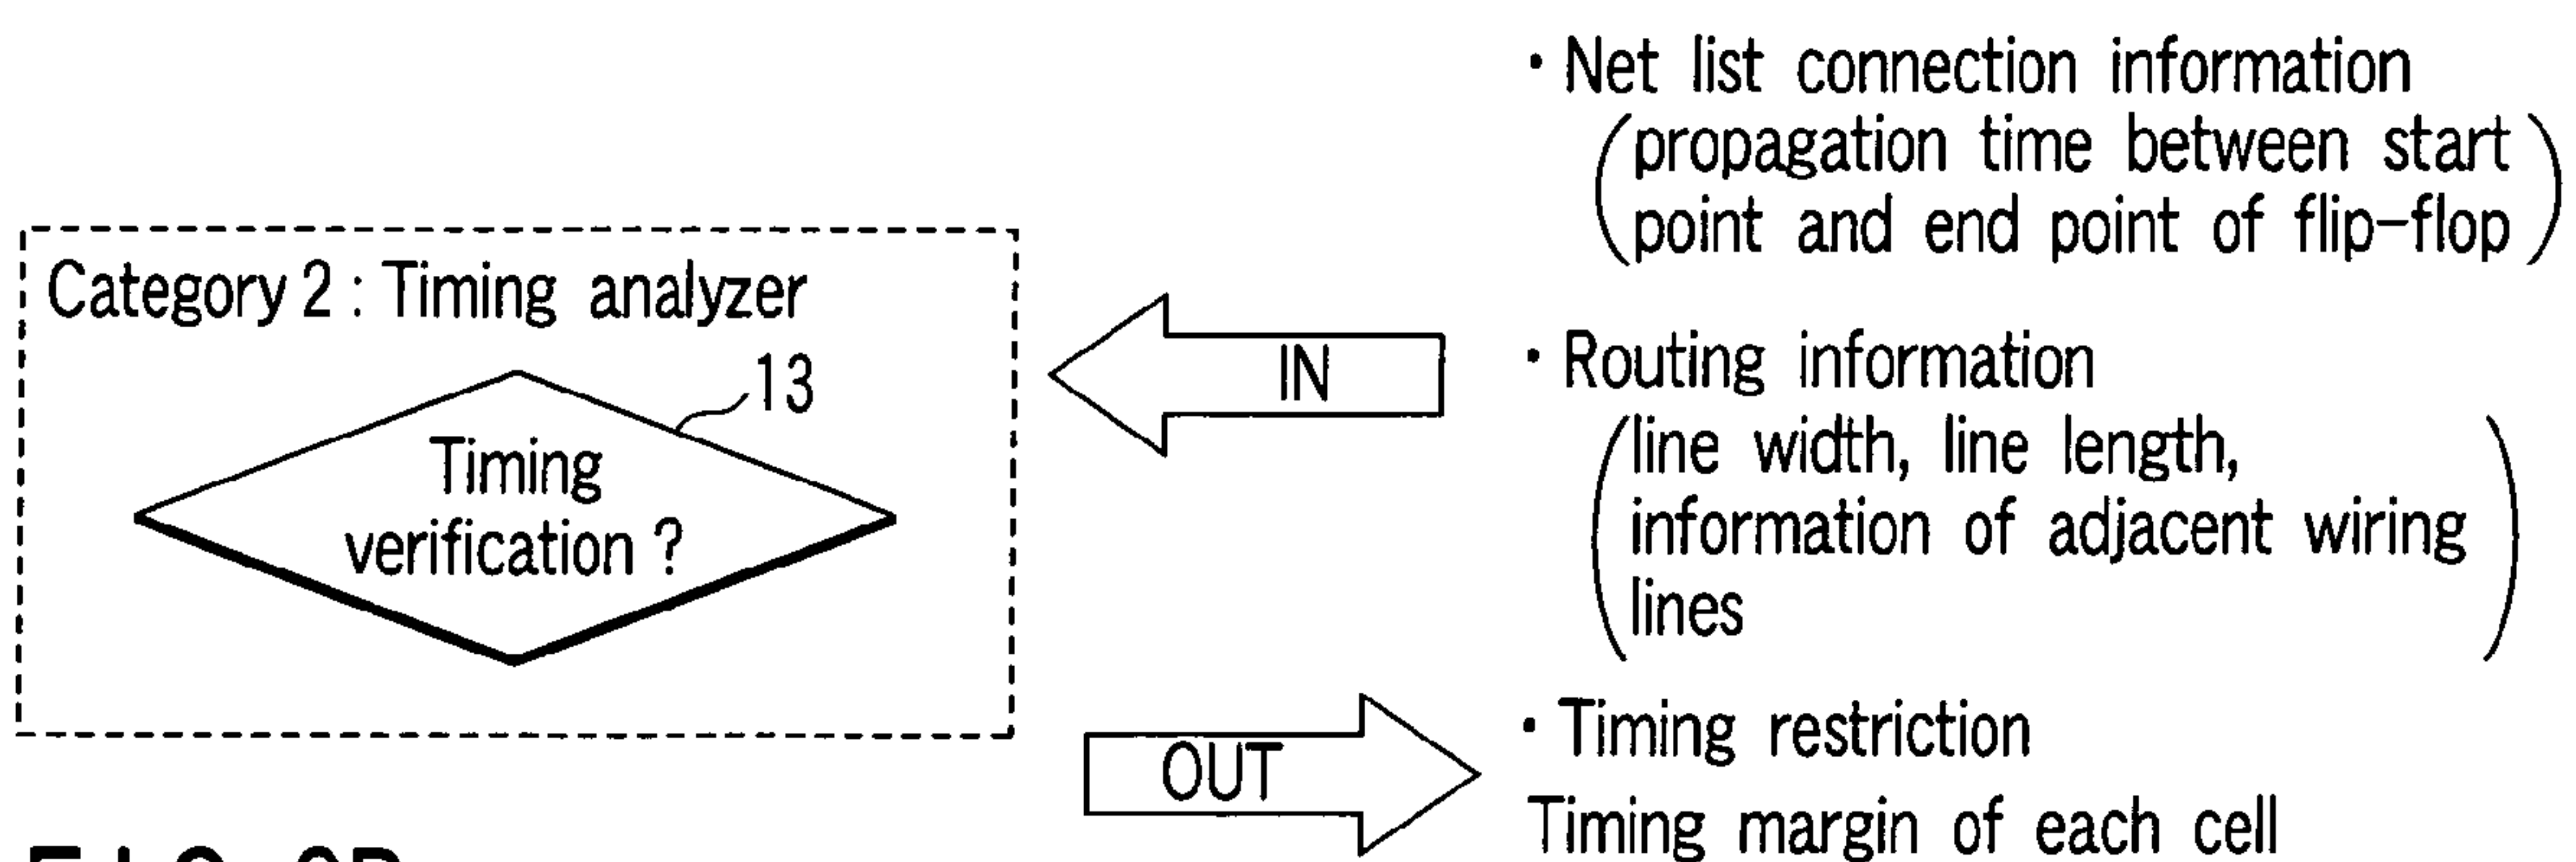 Category 2 : Timing analyzer
13
Timing
verification ?
IN
OUT
・Net list connection information
(propagation time between start
point and end point of flip-flop)
・Routing information
(line width, line length,
information of adjacent wiring
lines)
・Timing restriction
Timing margin of each cell